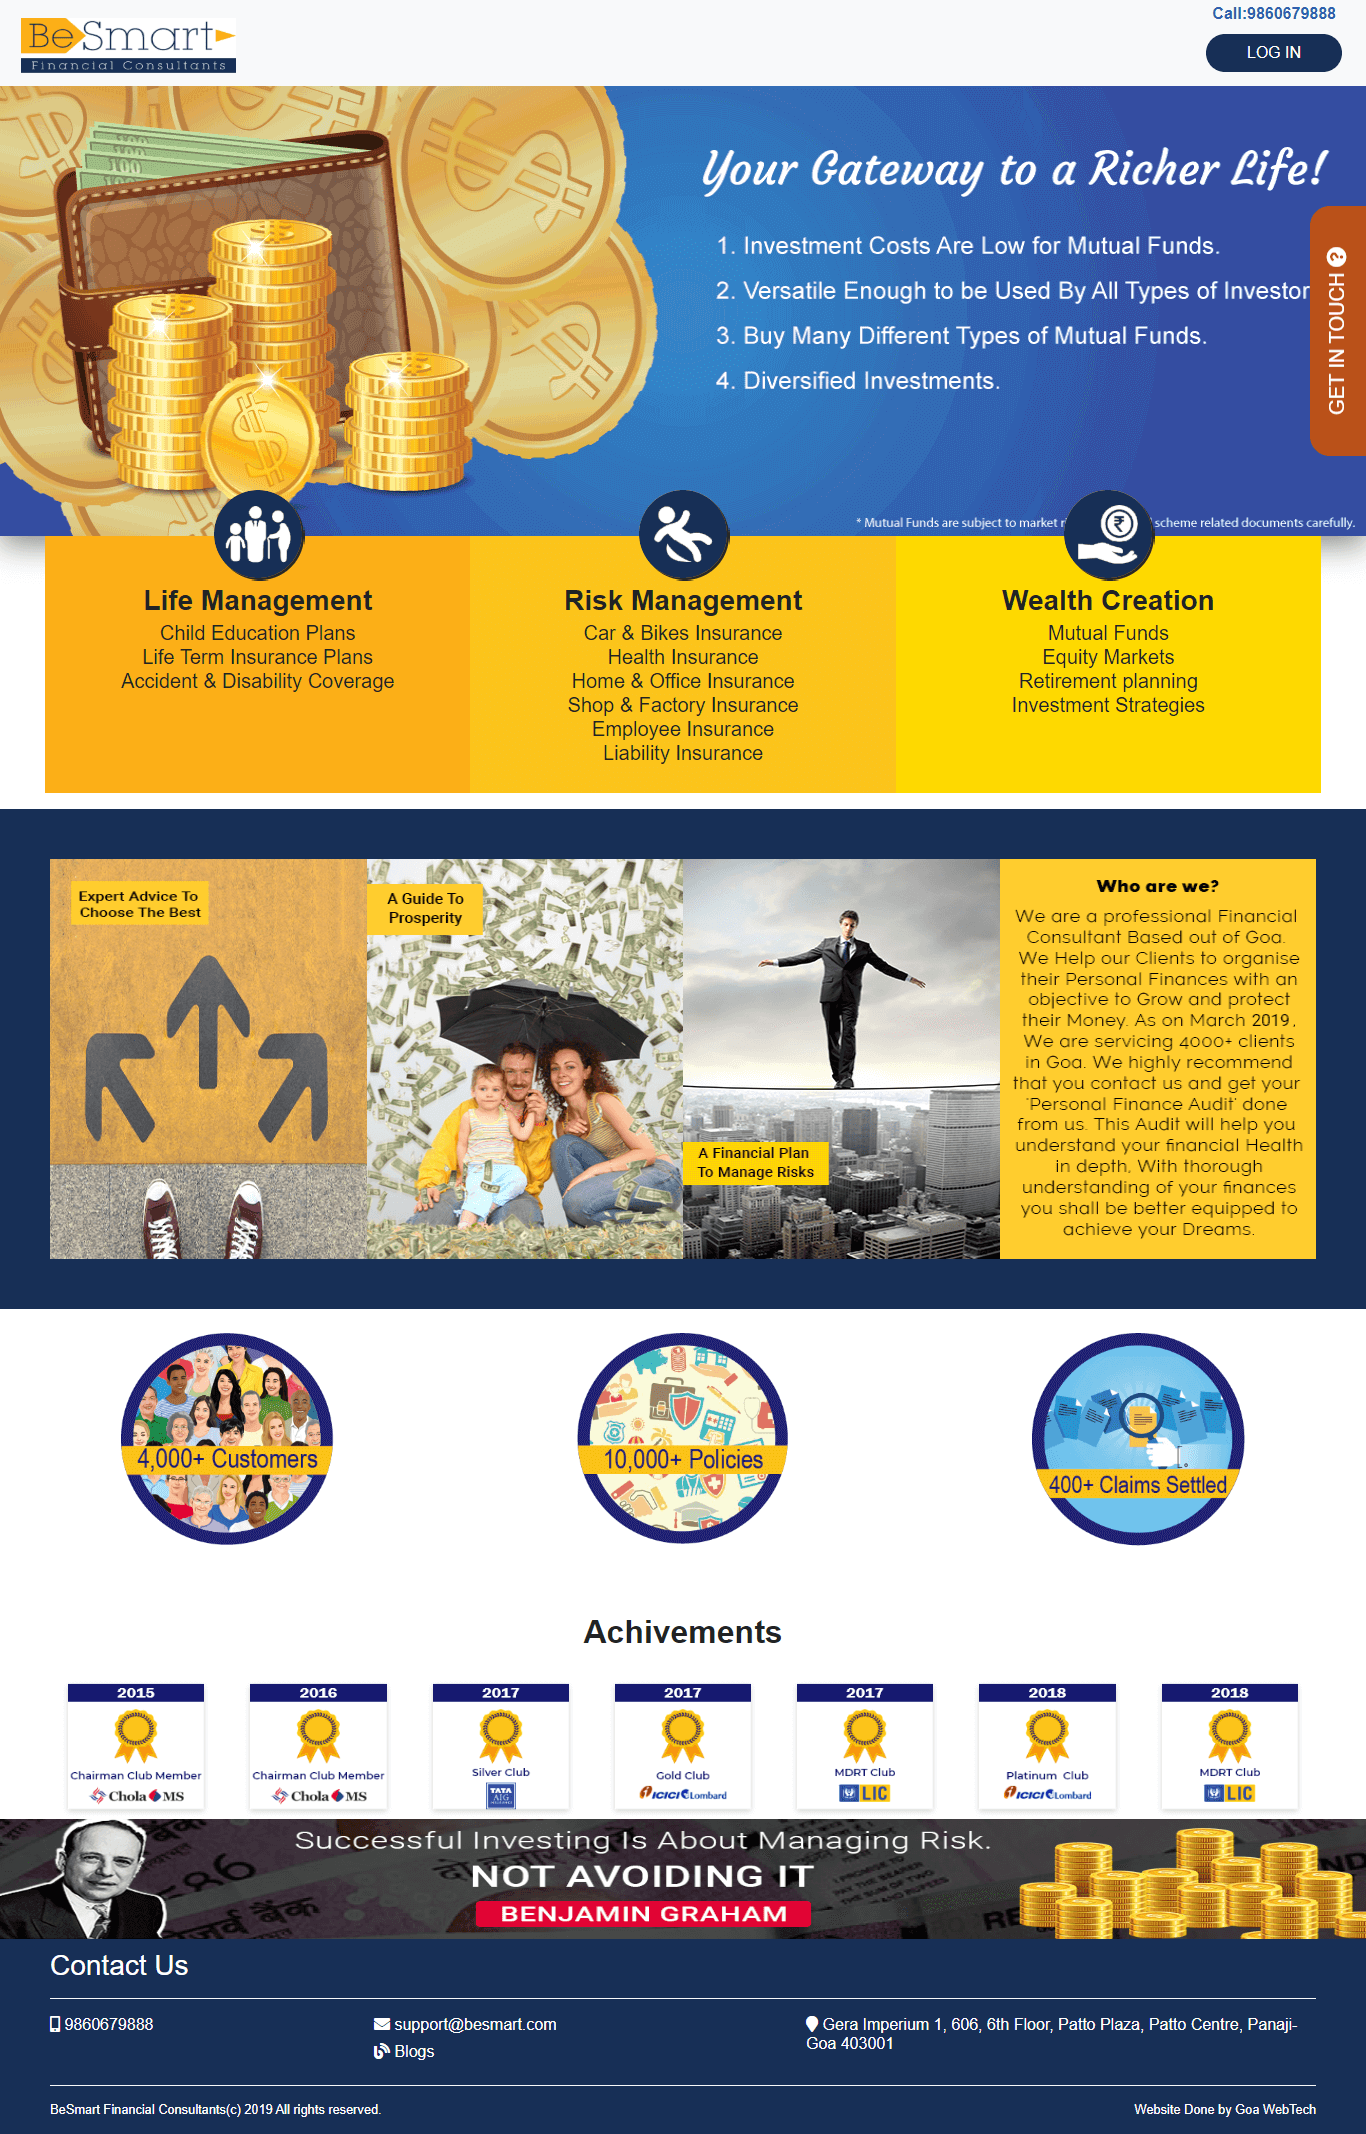 BeSmart
Financial Consultants
Call:9860679888
LOG IN
Your Gateway to a Richer Life!
1. Investment Costs Are Low for Mutual Funds.
2. Versatile Enough to be Used By All Types of Investor
3. Buy Many Different Types of Mutual Funds.
4. Diversified Investments.
GET IN TOUCH
* Mutual Funds are subject to market
scheme related documents carefully.
Life Management
Child Education Plans
Life Term Insurance Plans
Accident & Disability Coverage
Risk Management
Car & Bikes Insurance
Health Insurance
Home & Office Insurance
Shop & Factory Insurance
Employee Insurance
Liability Insurance
Wealth Creation
Mutual Funds
Equity Markets
Retirement planning
Investment Strategies
Expert Advice To
Choose The Best
A Guide To
Prosperity
A Financial Plan
To Manage Risks
Who are we?
We are a professional Financial
Consultant Based out of Goa.
We Help our Clients to organise
their Personal Finances with an
objective to Grow and protect
their Money. As on March 2019,
We are servicing 4000+ clients
in Goa. We highly recommend
that you contact us and get your
'Personal Finance Audit' done
from us. This Audit will help you
understand your financial Health
in depth, With thorough
understanding of your finances
you shall be better equipped to
achieve your Dreams.
4,000+ Customers
10,000+ Policies
400+ Claims Settled
Achivements
2015
Chairman Club Member
Chola MS
2016
Chairman Club Member
Chola MS
2017
Silver Club
TATA
AIG
2017
Gold Club
ICICI Lombard
2017
MDRT Club
LIC
2018
Platinum Club
ICICI Lombard
2018
MDRT Club
LIC
Successful Investing Is About Managing Risk.
NOT AVOIDING IT
BENJAMIN GRAHAM
Contact Us
9860679888
support@besmart.com
Blogs
Gera Imperium 1, 606, 6th Floor, Patto Plaza, Patto Centre, Panaji-
Goa 403001
BeSmart Financial Consultants(c) 2019 All rights reserved.
Website Done by Goa WebTech